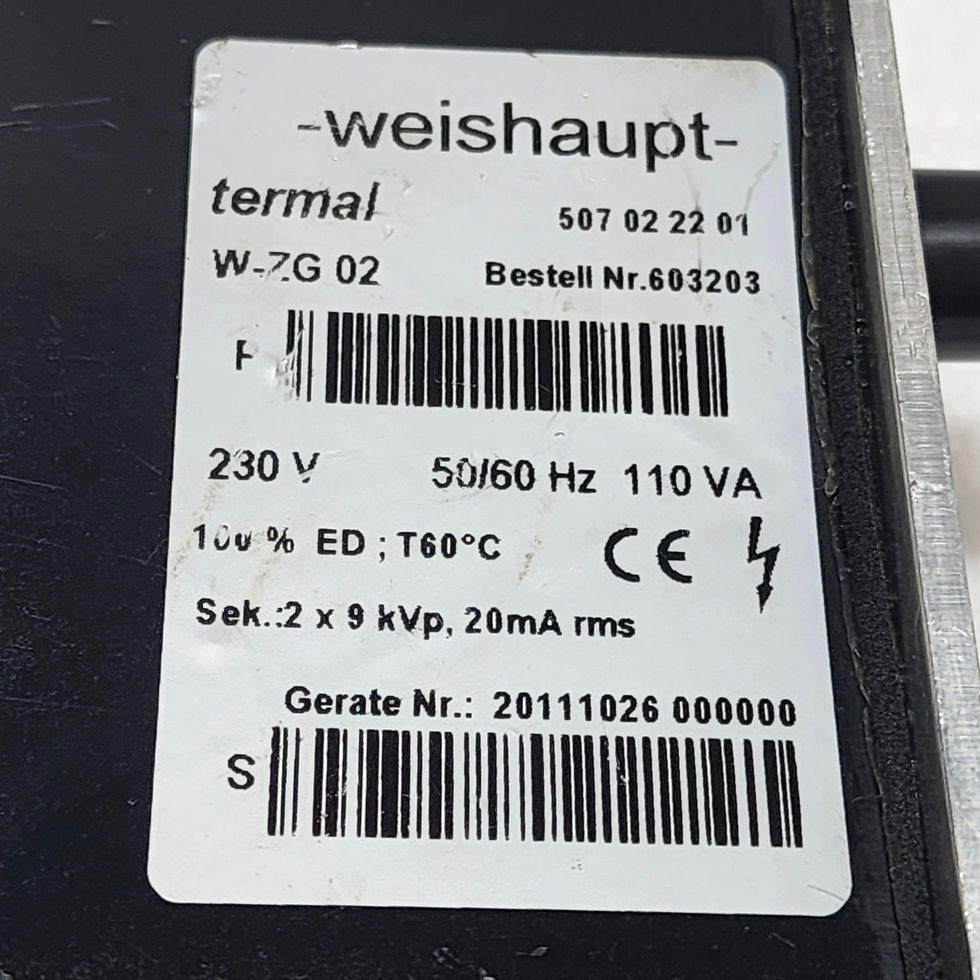 -weishaupt-
termal
507 02 22 01
W-ZG 02
Bestell Nr.603203
230 V 50/60 Hz 110 VA
100 % ED ; T60°C
CE
Sek.:2 x 9 kVp, 20mA rms
Gerate Nr.: 20111026 000000
S